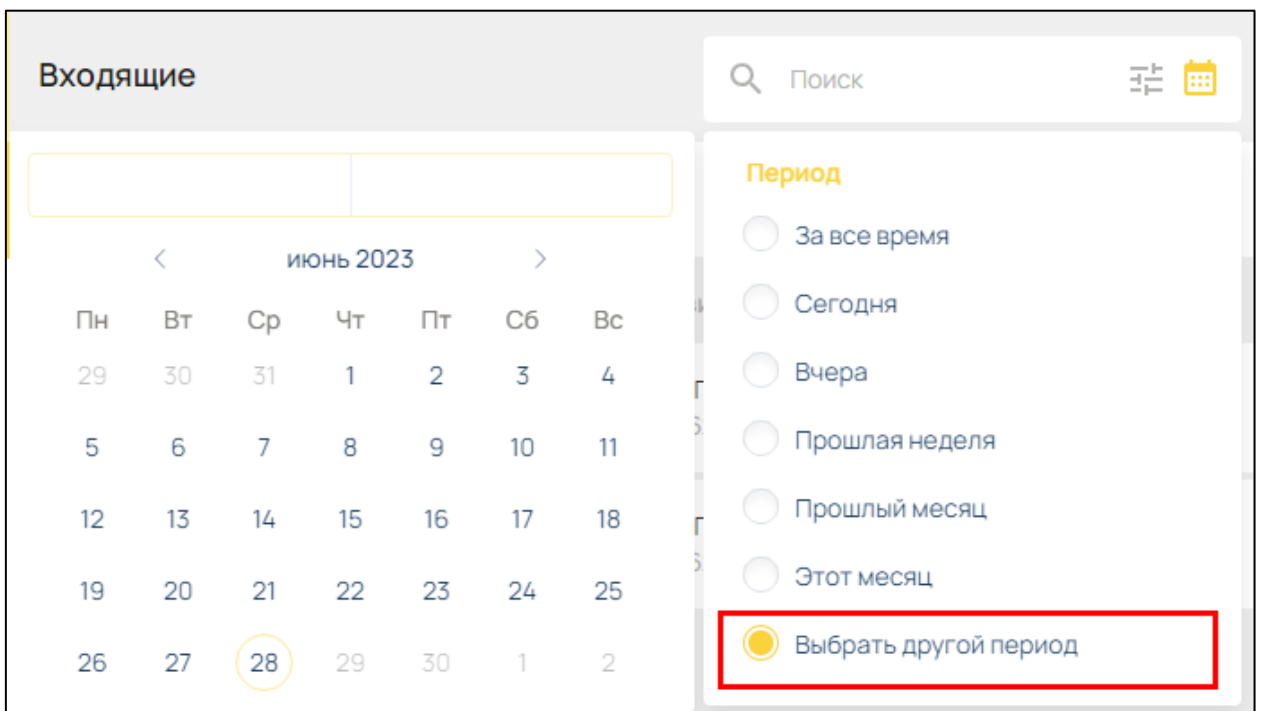 Входящие
Поиск
июнь 2023
Пн Вт Ср Чт Пт Сб Вс
29 30 31 1 2 3 4
5 6 7 8 9 10 11
12 13 14 15 16 17 18
19 20 21 22 23 24 25
26 27 28 29 30 1 2
Период
За все время
Сегодня
Вчера
Прошлая неделя
Прошлый месяц
Этот месяц
Выбрать другой период